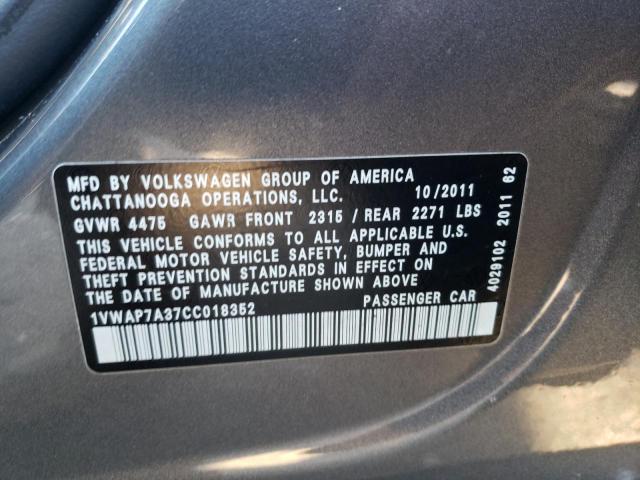 MFD BY VOLKSWAGEN GROUP OF AMERICA
CHATTANOOGA OPERATIONS, LLC. 10/2011
GVWR 4475 GAWR FRONT 2315 / REAR 2271 LBS
THIS VEHICLE CONFORMS TO ALL APPLICABLE U.S.
FEDERAL MOTOR VEHICLE SAFETY, BUMPER AND
THEFT PREVENTION STANDARDS IN EFFECT ON
THE DATE OF MANUFACTURE SHOWN ABOVE
1VWAP7A37CC018352 PASSENGER CAR
4029102 2011 62